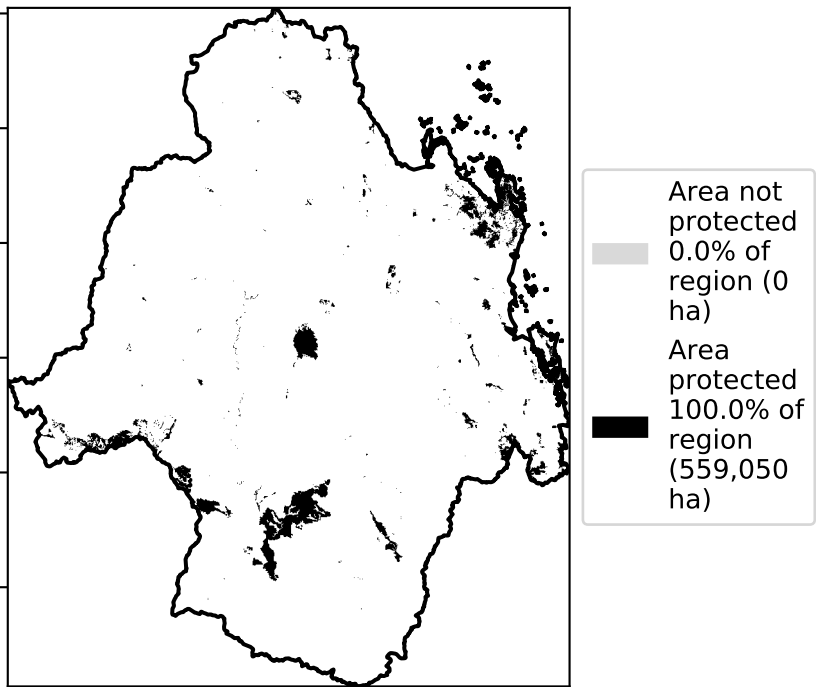 Area not
protected
0.0% of
region (0
ha)
Area
protected
100.0% of
region
(559,050
ha)